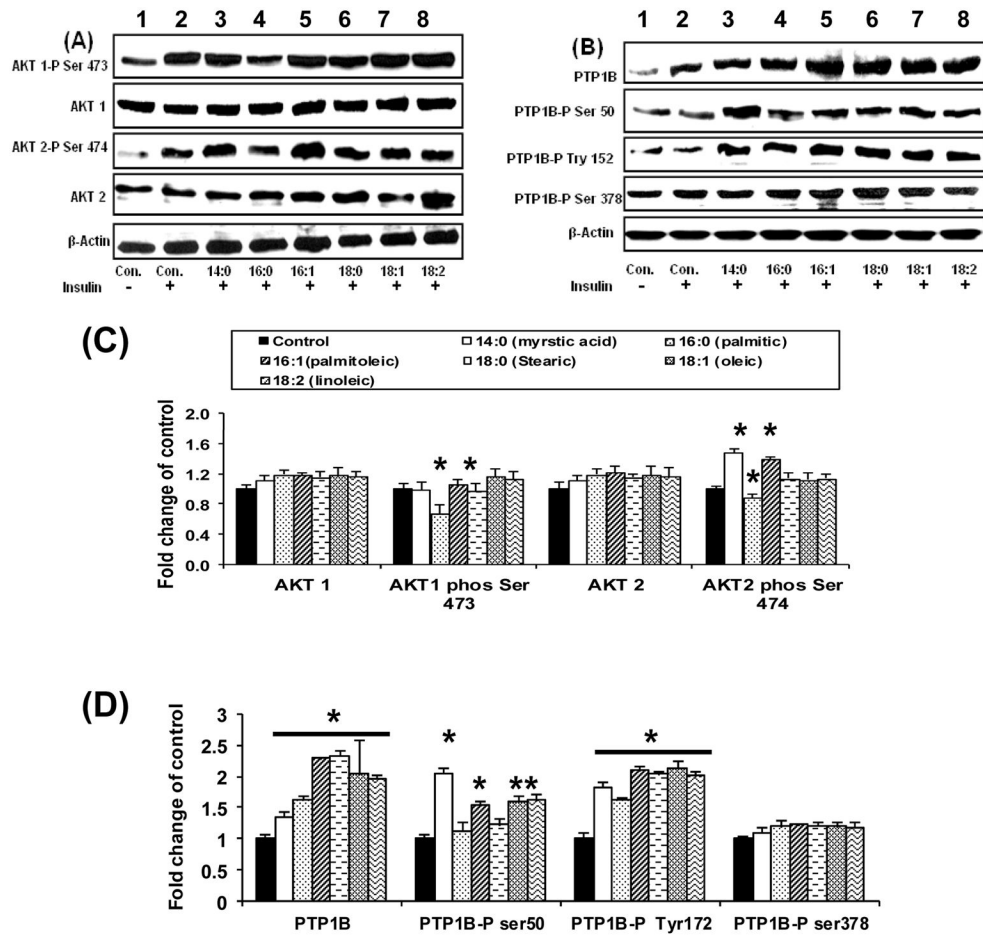 1 2 3 4 5 6 7 8
(A)
AKT 1-P Ser 473
AKT 1
AKT 2-P Ser 474
AKT 2
β-Actin
Con. Con. 14:0 16:0 16:1 18:0 18:1 18:2
Insulin - + + + + + + +
1 2 3 4 5 6 7 8
(B)
PTP1B
PTP1B-P Ser 50
PTP1B-P Try 152
PTP1B-P Ser 378
β-Actin
Con. Con. 14:0 16:0 16:1 18:0 18:1 18:2
Insulin - + + + + + + +
(C)
Control 14:0 (myrstic acid) 16:0 (palmitic)
16:1(palmitoleic) 18:0 (Stearic) 18:1 (oleic)
18:2 (linoleic)
Fold change of control
2.0
1.6
1.2
0.8
0.4
0.0
* * * * *
AKT 1 AKT1 phos Ser 473 AKT 2 AKT2 phos Ser 474
(D)
Fold change of control
3
2.5
2
1.5
1
0.5
0
* * * ** *
PTP1B PTP1B-P ser50 PTP1B-P Tyr172 PTP1B-P ser378